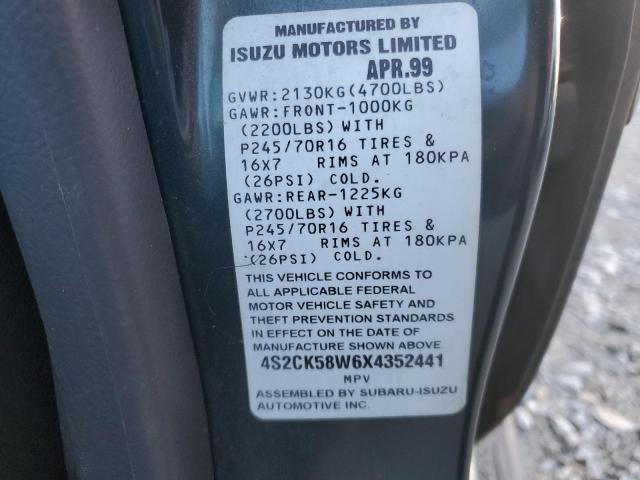 MANUFACTURED BY
ISUZU MOTORS LIMITED
APR.99
GVWR:2130KG(4700LBS)
GAWR:FRONT-1000KG
(2200LBS) WITH
P245/70R16 TIRES &
16X7 RIMS AT 180KPA
(26PSI) COLD.
GAWR:REAR-1225KG
(2700LBS) WITH
P245/70R16 TIRES &
16X7 RIMS AT 180KPA
(26PSI) COLD.
THIS VEHICLE CONFORMS TO
ALL APPLICABLE FEDERAL
MOTOR VEHICLE SAFETY AND
THEFT PREVENTION STANDARDS
IN EFFECT ON THE DATE OF
MANUFACTURE SHOWN ABOVE.
4S2CK58W6X4352441
MPV
ASSEMBLED BY SUBARU-ISUZU
AUTOMOTIVE INC.